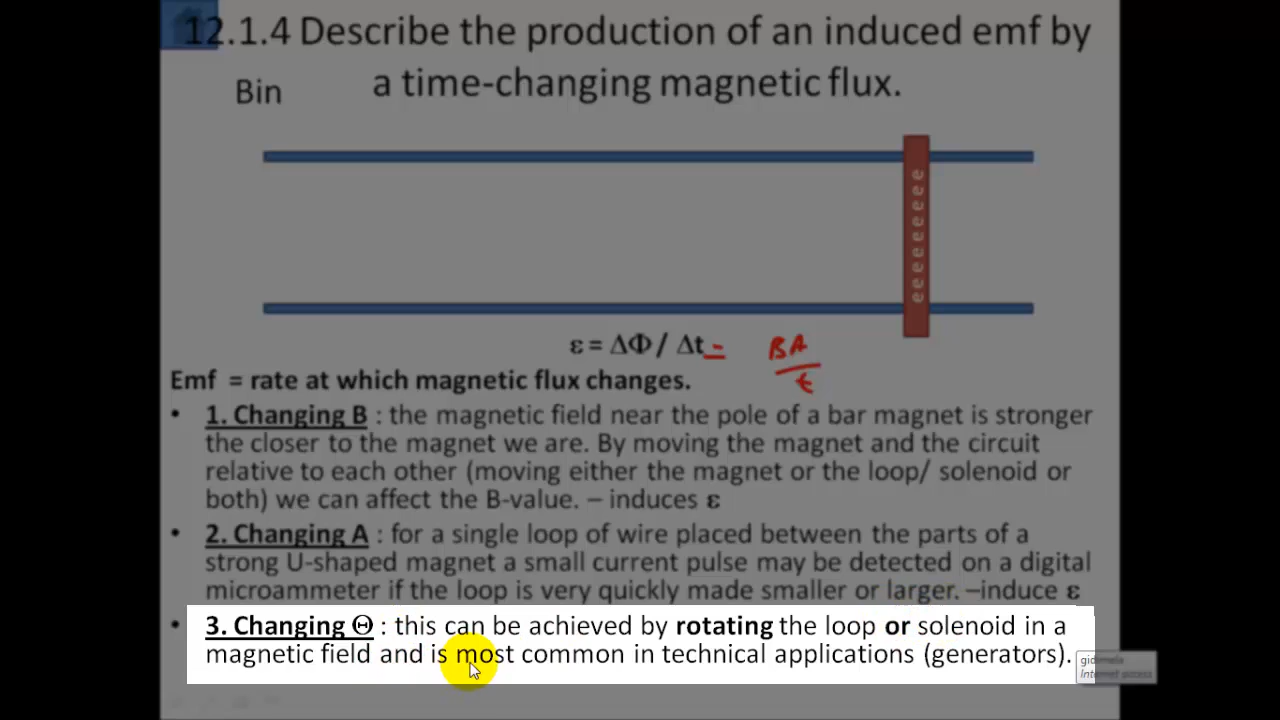 12.1.4 Describe the production of an induced emf by
a time-changing magnetic flux.
Bin
e e e e e e e e e
ε = ΔΦ / Δt = BA / t
Emf = rate at which magnetic flux changes.
• 1. Changing B : the magnetic field near the pole of a bar magnet is stronger
the closer to the magnet we are. By moving the magnet and the circuit
relative to each other (moving either the magnet or the loop/ solenoid or
both) we can affect the B-value. – induces ε
• 2. Changing A : for a single loop of wire placed between the parts of a
strong U-shaped magnet a small current pulse may be detected on a digital
microammeter if the loop is very quickly made smaller or larger. –induce ε
• 3. Changing Θ : this can be achieved by rotating the loop or solenoid in a
magnetic field and is most common in technical applications (generators).
Internet access